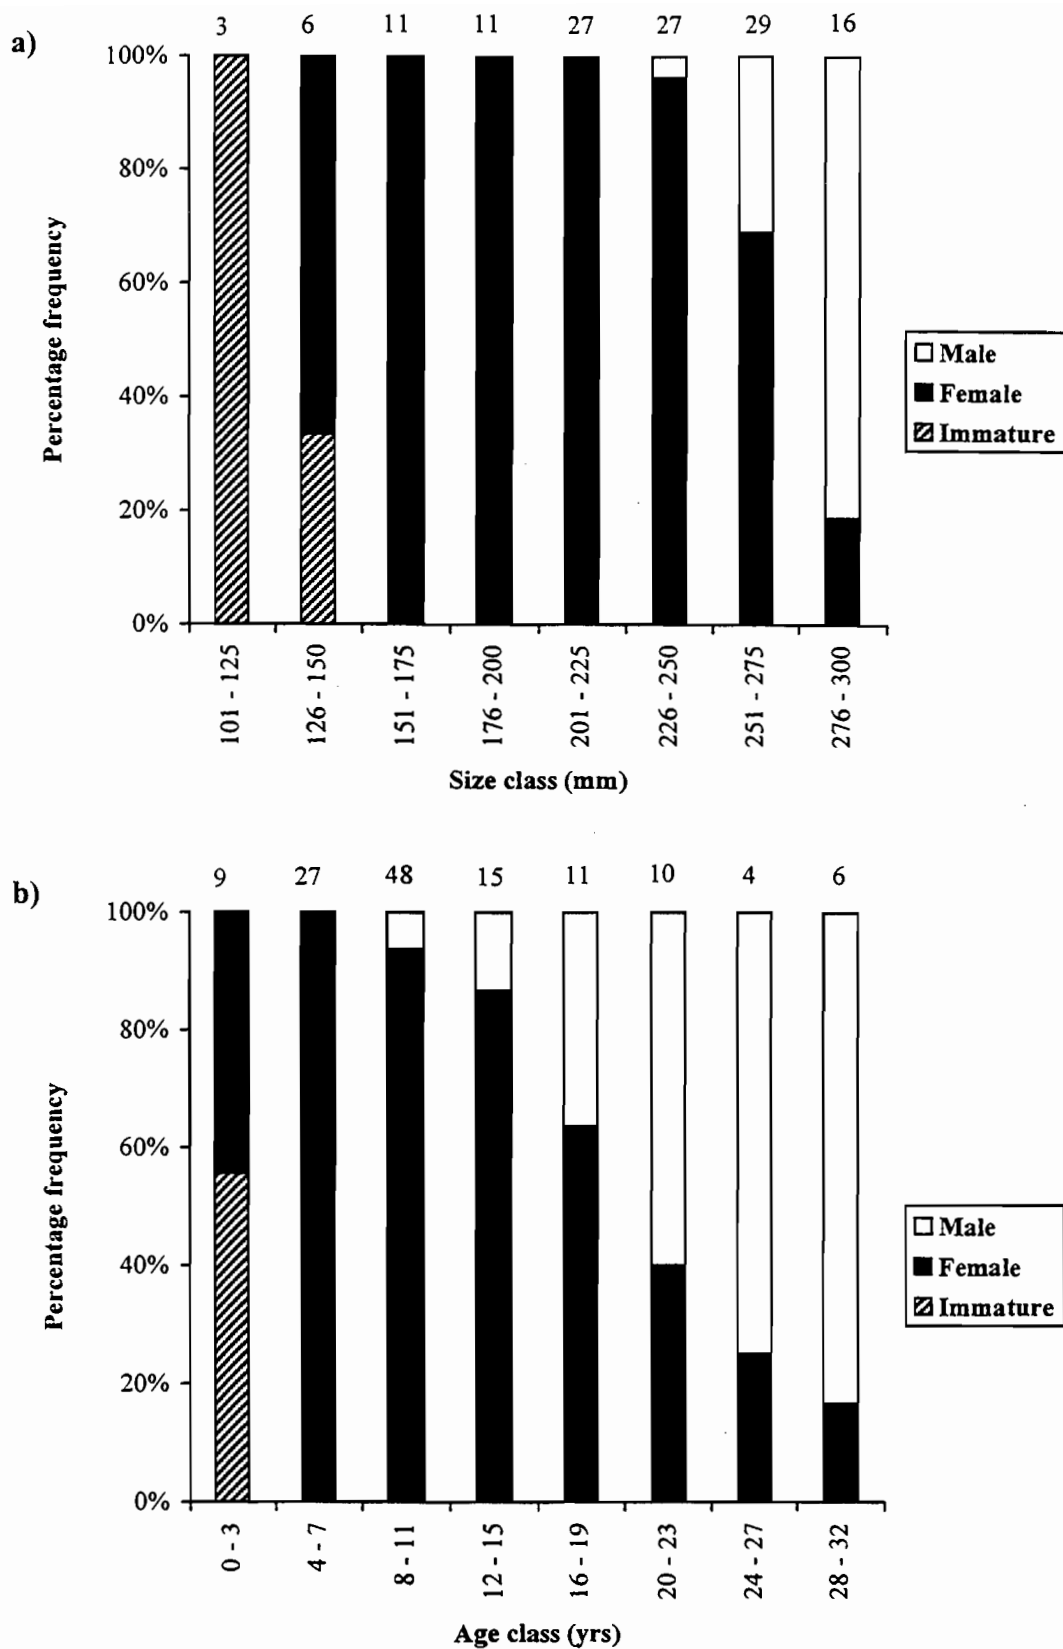 a)
3 6 11 11 27 27 29 16
100%
80%
60%
40%
20%
0%
Percentage frequency
Male
Female
Immature
101 - 125
126 - 150
151 - 175
176 - 200
201 - 225
226 - 250
251 - 275
276 - 300
Size class (mm)
b)
9 27 48 15 11 10 4 6
100%
80%
60%
40%
20%
0%
Percentage frequency
Male
Female
Immature
0 - 3
4 - 7
8 - 11
12 - 15
16 - 19
20 - 23
24 - 27
28 - 32
Age class (yrs)